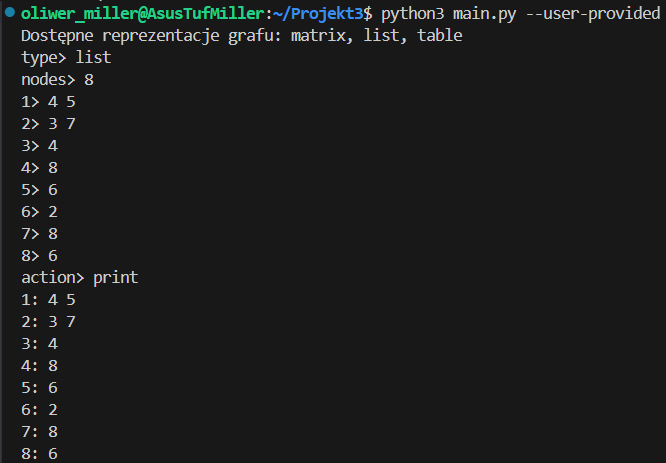 oliwer_miller@AsusTufMiller:~/Projekt3$ python3 main.py --user-provided
Dostępne reprezentacje grafu: matrix, list, table
type> list
nodes> 8
1> 4 5
2> 3 7
3> 4
4> 8
5> 6
6> 2
7> 8
8> 6
action> print
1: 4 5
2: 3 7
3: 4
4: 8
5: 6
6: 2
7: 8
8: 6